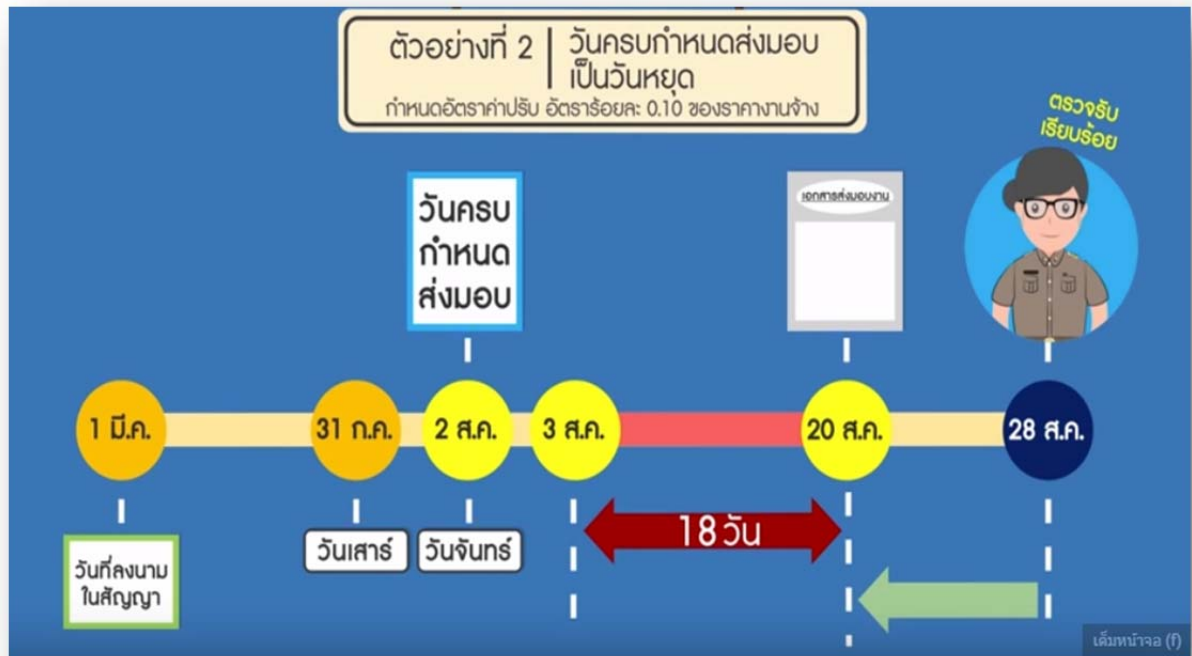 ตัวอย่างที่ 2
วันครบกำหนดส่งมอบ
เป็นวันหยุด
กำหนดอัตราค่าปรับ อัตราร้อยละ 0.10 ของราคางานจ้าง
ตรวจรับ
เรียบร้อย
วันครบ
กำหนด
ส่งมอบ
เอกสารส่งมอบงาน
1 มี.ค.
31 ก.ค.
2 ส.ค.
3 ส.ค.
20 ส.ค.
28 ส.ค.
18 วัน
วันเสาร์
วันจันทร์
วันที่ลงนาม
ในสัญญา
เต็มหน้าจอ (f)